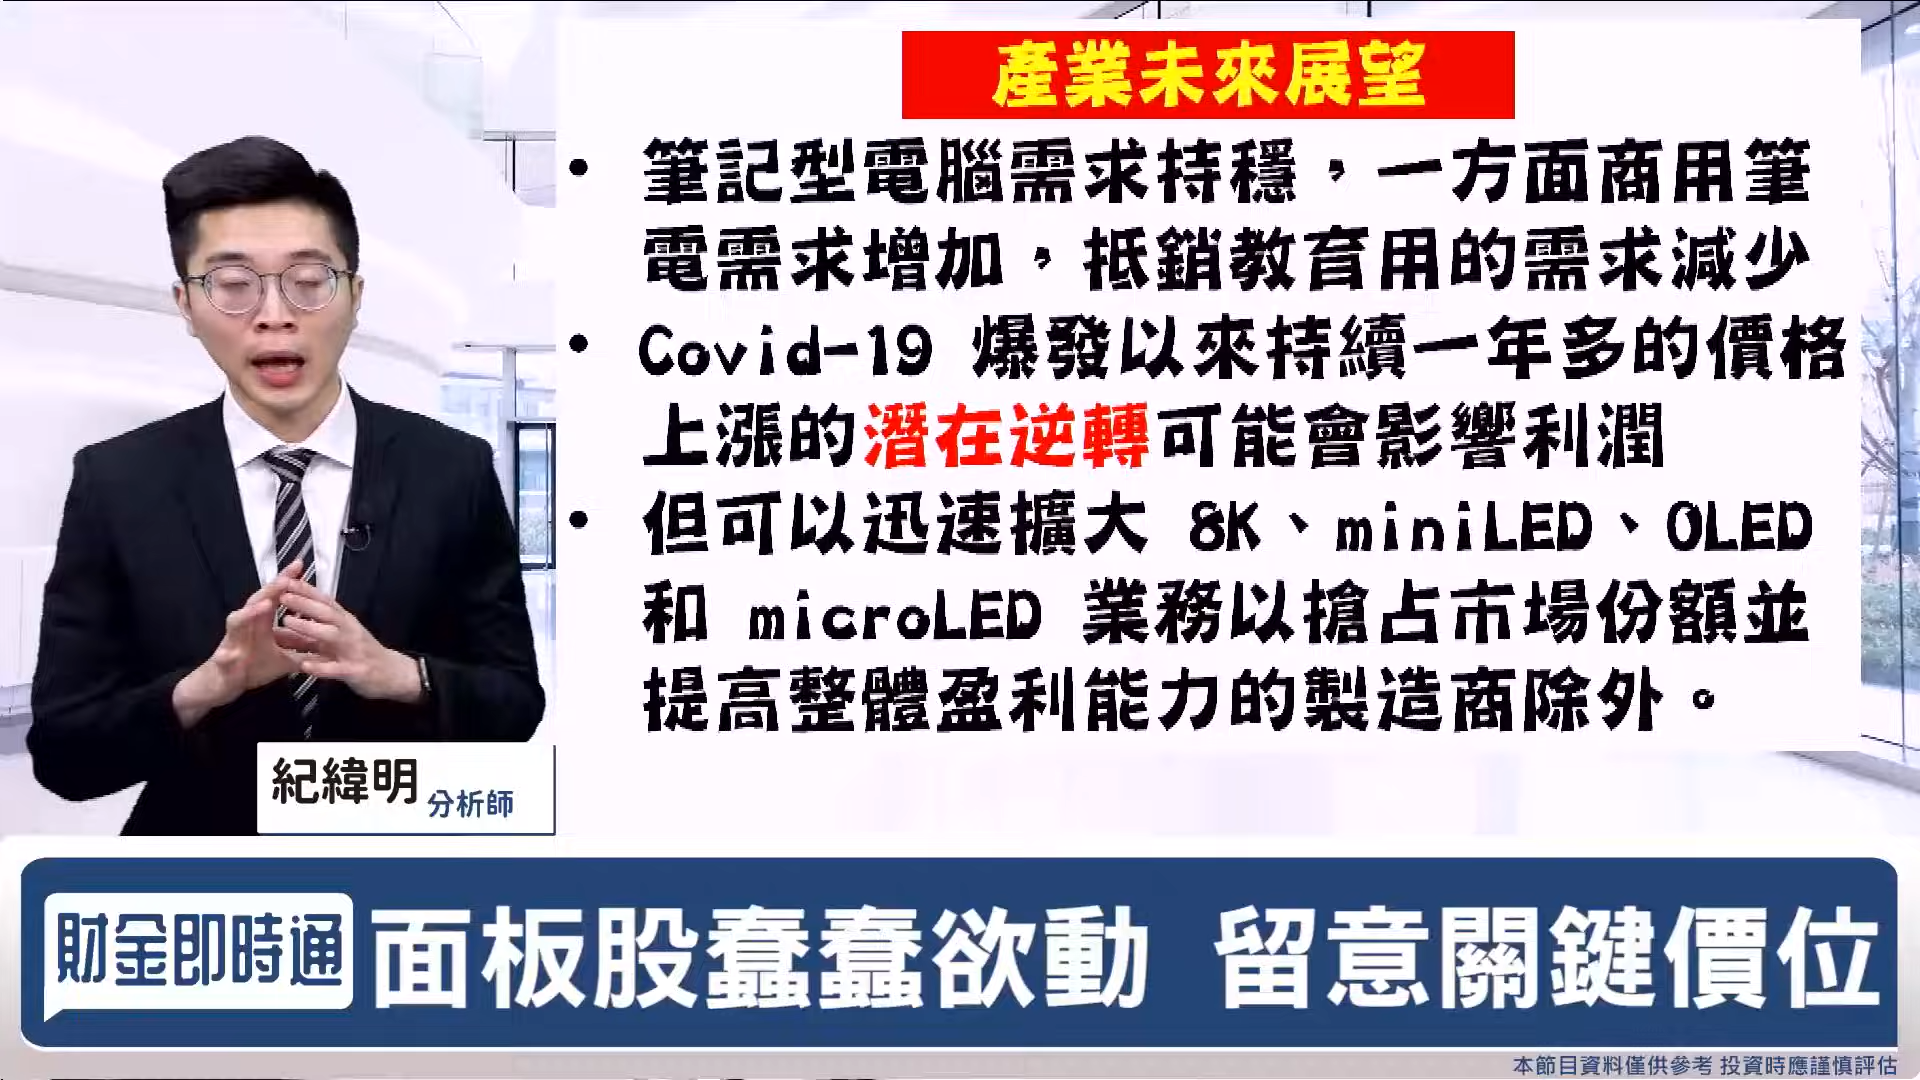 產業未來展望
• 筆記型電腦需求持穩，一方面商用筆
電需求增加，抵銷教育用的需求減少
• Covid-19 爆發以來持續一年多的價格
上漲的潛在逆轉可能會影響利潤
• 但可以迅速擴大 8K、miniLED、OLED
和 microLED 業務以搶占市場份額並
提高整體盈利能力的製造商除外。
紀緯明 分析師
財金即時通 面板股蠢蠢欲動 留意關鍵價位
本節目資料僅供參考 投資時應謹慎評估